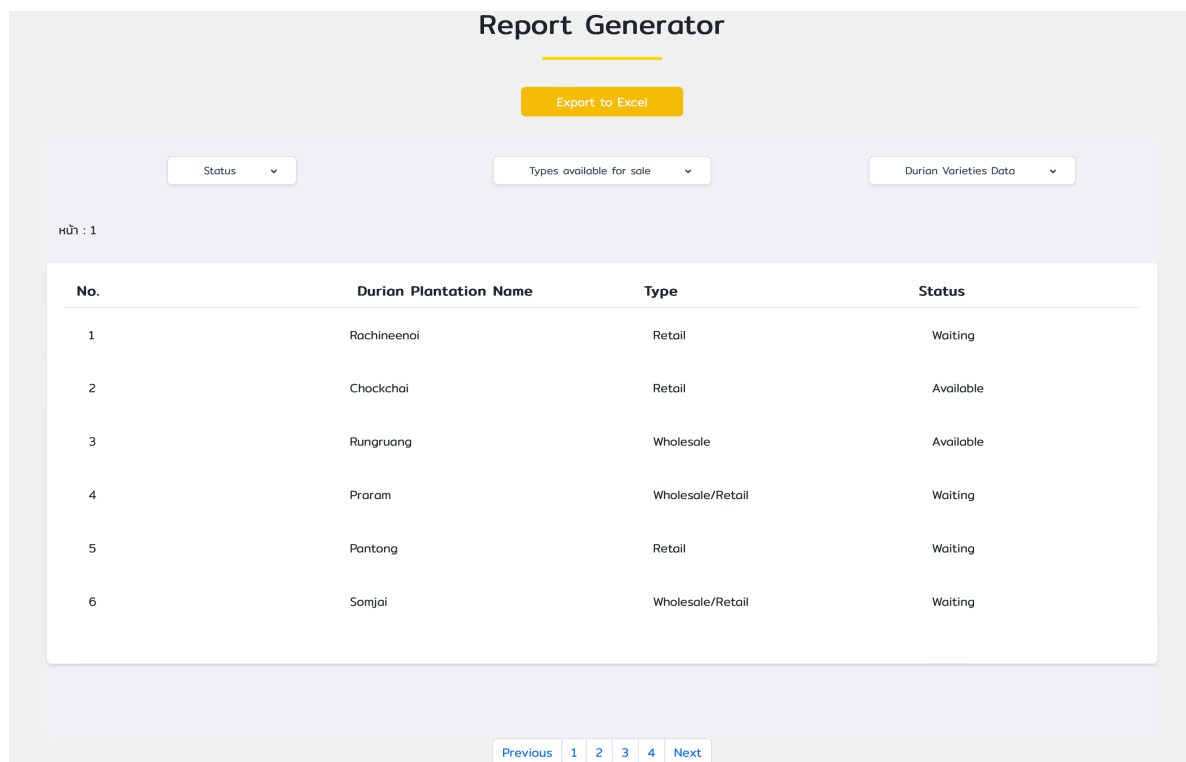 Report Generator
Export to Excel
Status Types available for sale Durian Varieties Data
หน้า : 1
No. Durian Plantation Name Type Status
1 Rachineenoi Retail Waiting
2 Chockchai Retail Available
3 Rungruang Wholesale Available
4 Praram Wholesale/Retail Waiting
5 Pantong Retail Waiting
6 Somjai Wholesale/Retail Waiting
Previous 1 2 3 4 Next